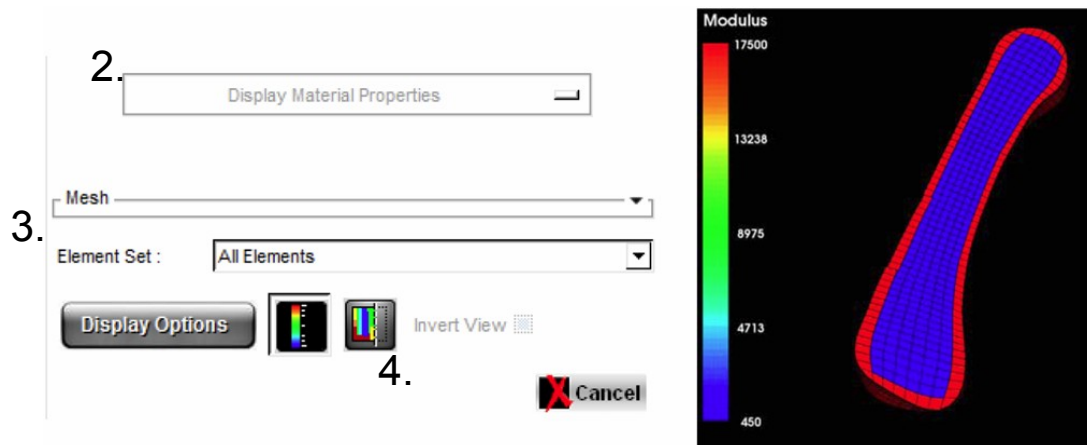 2.
Display Material Properties
Mesh
3.
Element Set :
All Elements
Display Options
Invert View
4.
Cancel
Modulus
17500
13238
8975
4713
450